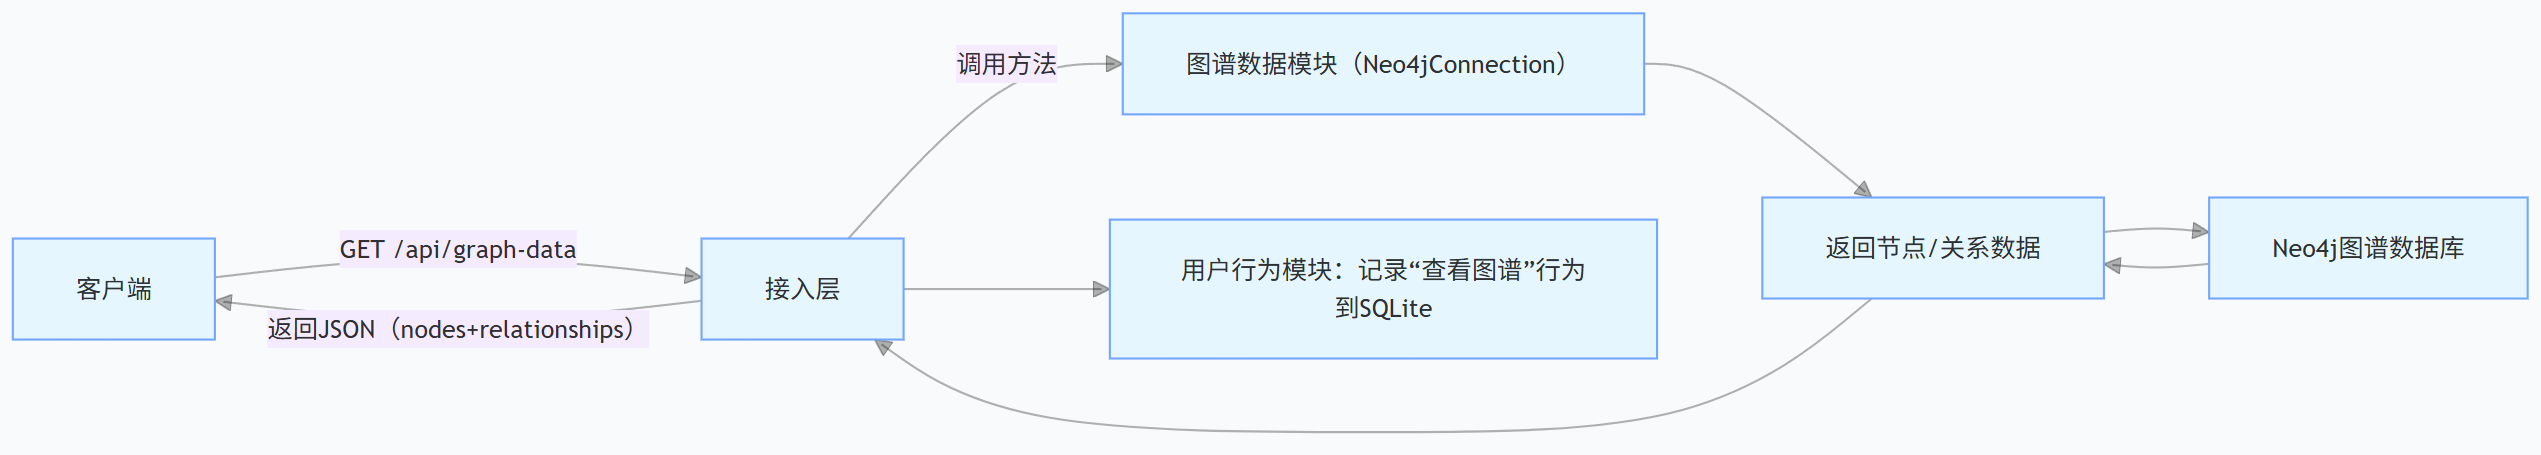 调用方法
图谱数据模块（Neo4jConnection）
客户端
GET /api/graph-data
返回JSON（nodes+relationships）
接入层
用户行为模块：记录“查看图谱”行为
到SQLite
返回节点/关系数据
Neo4j图谱数据库